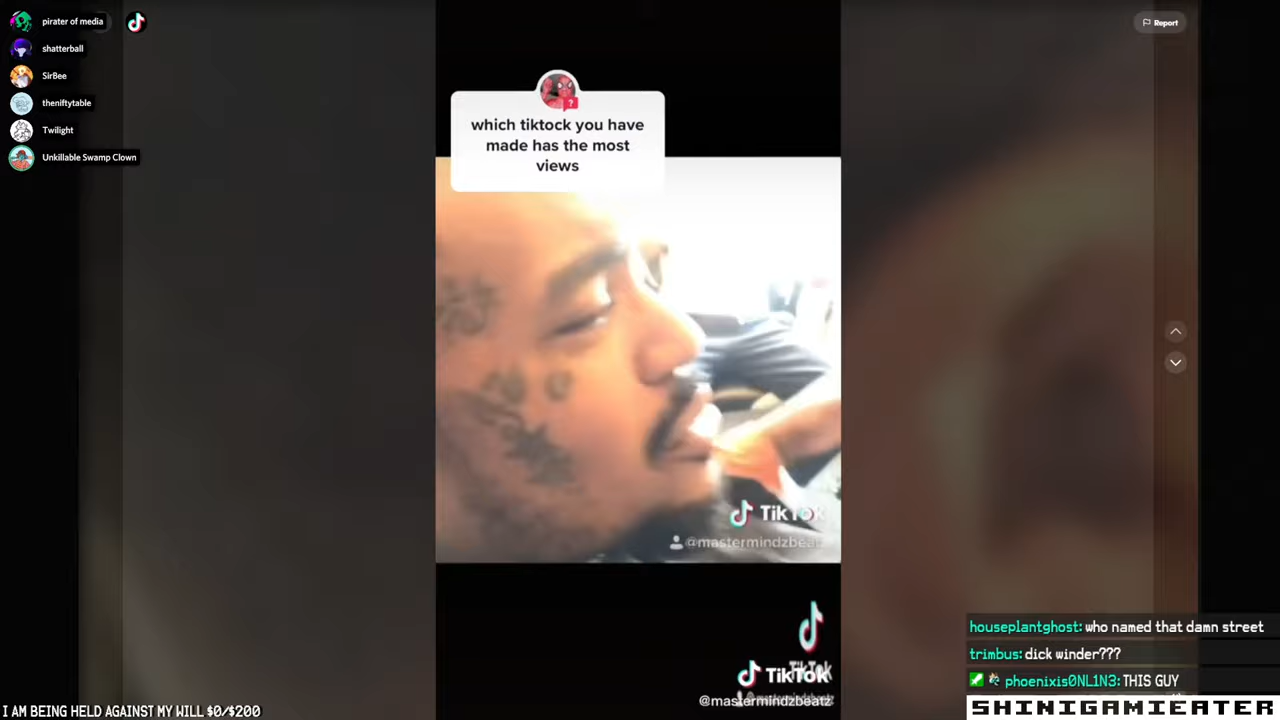 pirater of media
shatterball
SirBee
theniftytable
Twilight
Unkillable Swamp Clown
Report
?
which tiktock you have
made has the most
views
TikTok
@mastermindzbeatz
TikTok
TikTok
@mastermindzbeatz
houseplantghost: who named that damn street
trimbus: dick winder???
phoenixis0NL1N3: THIS GUY
I AM BEING HELD AGAINST MY WILL $0/$200
SHINIGAMIEATER